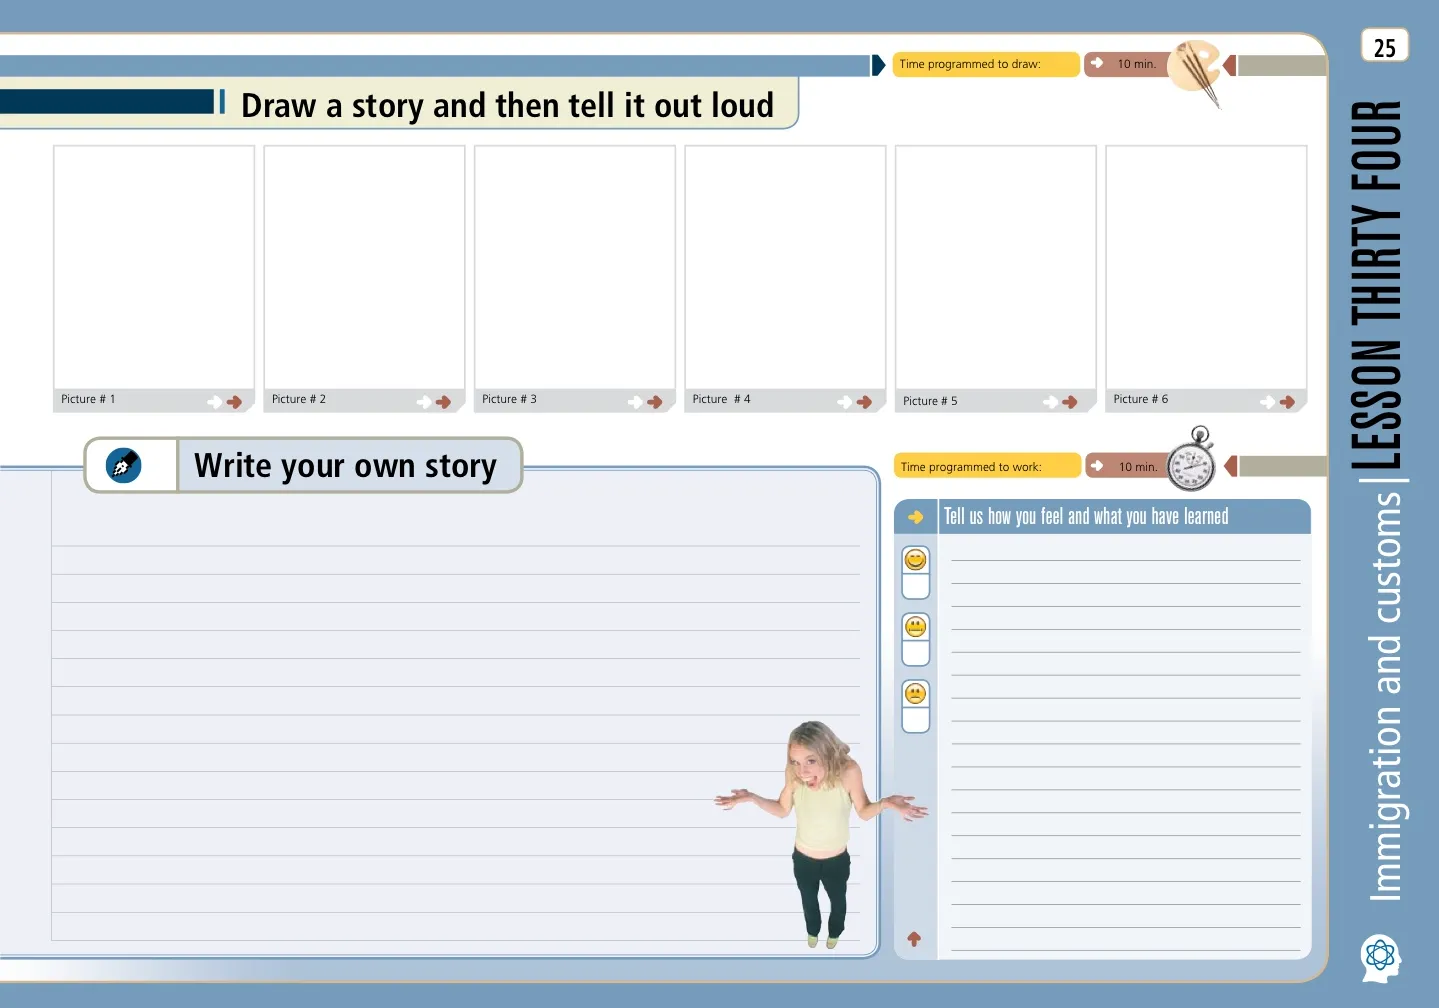 25
Time programmed to draw:
10 min.
Draw a story and then tell it out loud
Picture # 1
Picture # 2
Picture # 3
Picture  # 4
Picture # 5
Picture # 6
Write your own story
Time programmed to work:
10 min.
Tell us how you feel and what you have learned
LESSON THIRTY FOUR
Immigration and customs